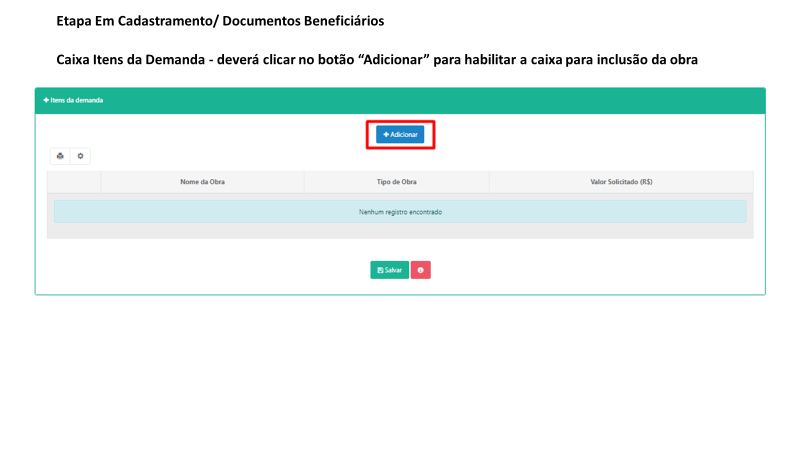 Etapa Em Cadastramento/ Documentos Beneficiários
Caixa Itens da Demanda - deverá clicar no botão “Adicionar” para habilitar a caixa para inclusão da obra
+ Itens da demanda
+ Adicionar
Nome da Obra Tipo de Obra Valor Solicitado (R$)
Nenhum registro encontrado
Salvar